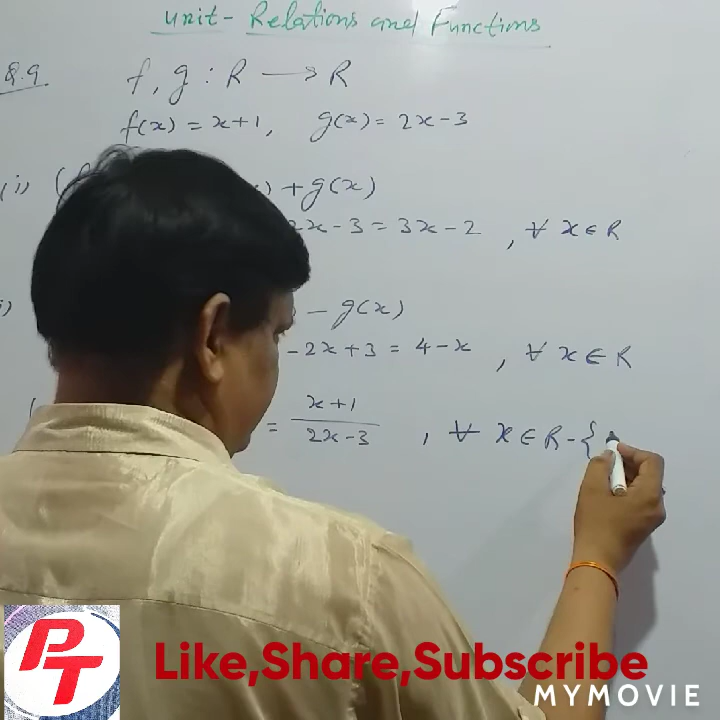 Unit- Relations and Functions
Q.9 f, g : R → R
f(x) = x+1, g(x) = 2x-3
(i) ) + g(x)
2x-3 = 3x-2 , ∀ x ∈ R
- g(x)
-2x+3 = 4-x , ∀ x ∈ R
= (x+1)/(2x-3) , ∀ x ∈ R - {
PT
Like,Share,Subscribe
MYMOVIE